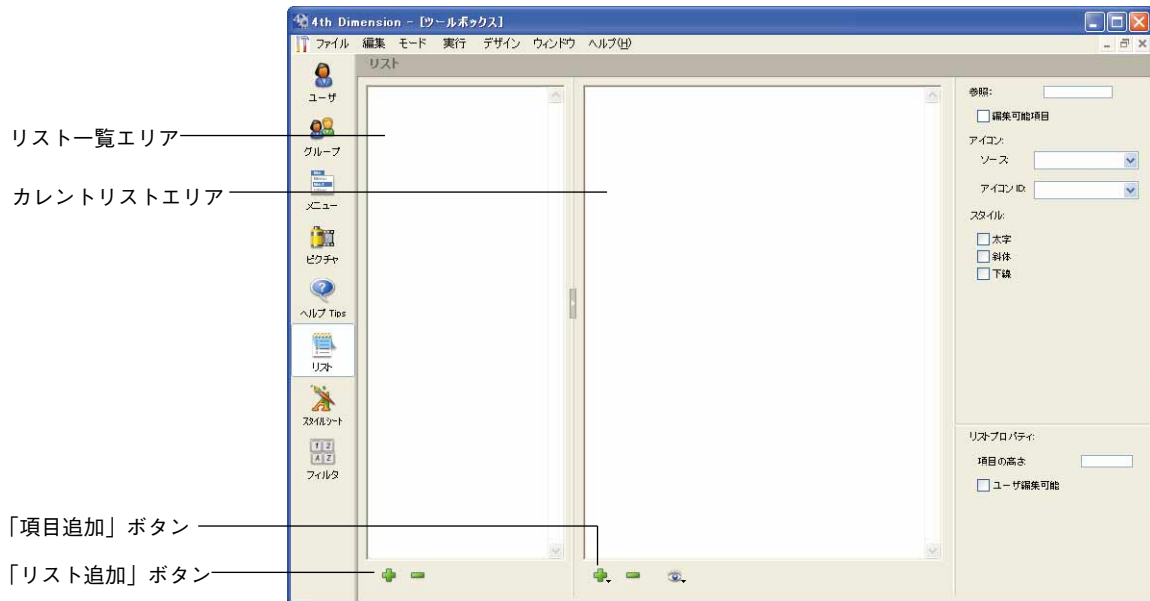 4th Dimension - [ツールボックス]
ファイル 編集 モード 実行 デザイン ウィンドウ ヘルプ(H)
リスト
ユーザ
グループ
メニュー
ピクチャ
ヘルプ Tips
リスト
スタイルシート
フィルタ
リスト一覧エリア
カレントリストエリア
「項目追加」ボタン
「リスト追加」ボタン
参照:
編集可能項目
アイコン:
ソース:
アイコン ID:
スタイル:
太字
斜体
下線
リストプロパティ:
項目の高さ:
ユーザ編集可能